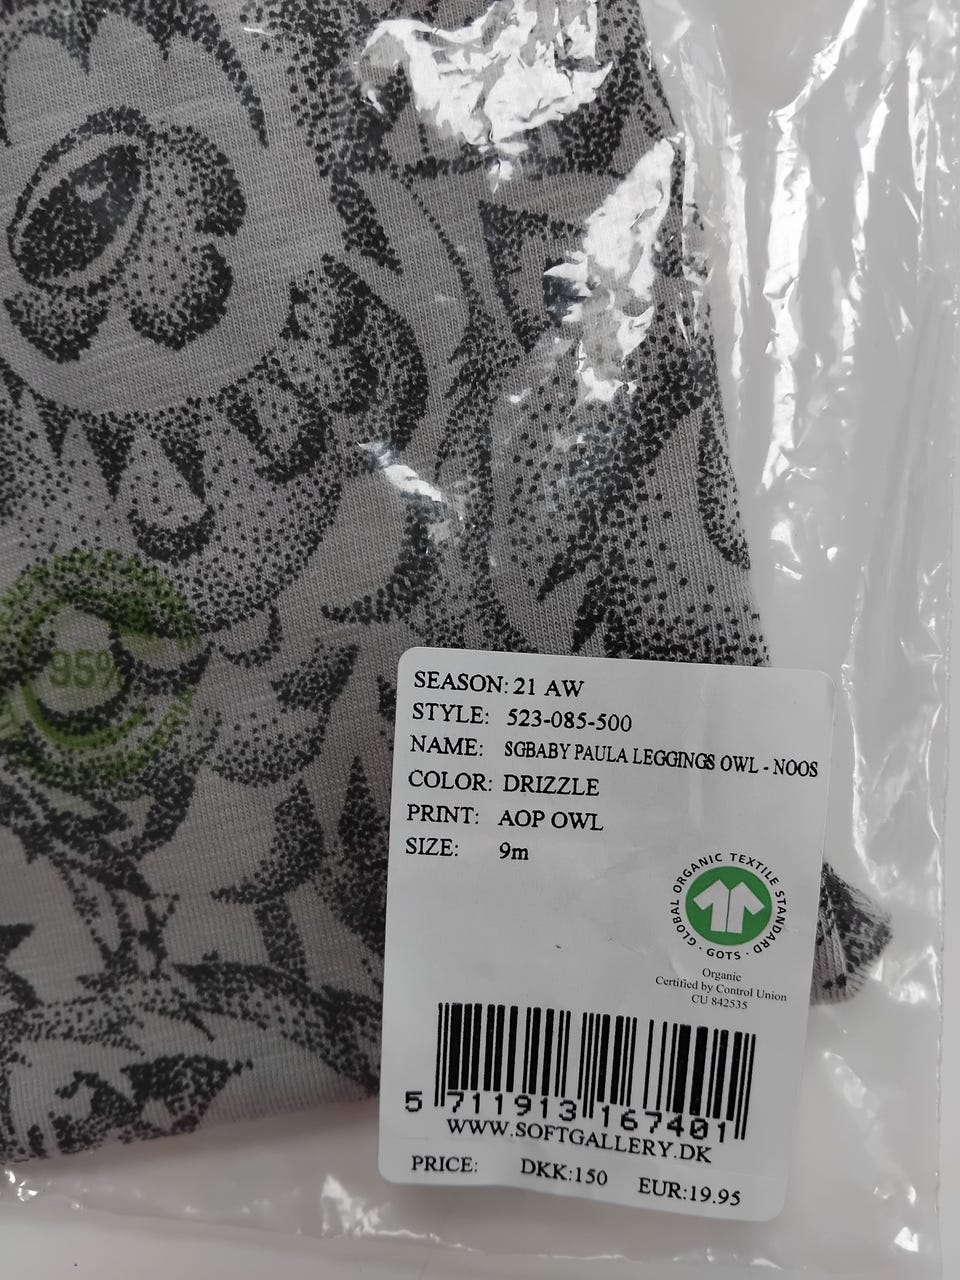 95%
SEASON: 21 AW
STYLE: 523-085-500
NAME: SGBABY PAULA LEGGINGS OWL - NOOS
COLOR: DRIZZLE
PRINT: AOP OWL
SIZE: 9m
GLOBAL ORGANIC TEXTILE STANDARD · GOTS ·
Organic
Certified by Control Union
CU 842535
5 711913 167401
WWW.SOFTGALLERY.DK
PRICE: DKK:150 EUR:19.95